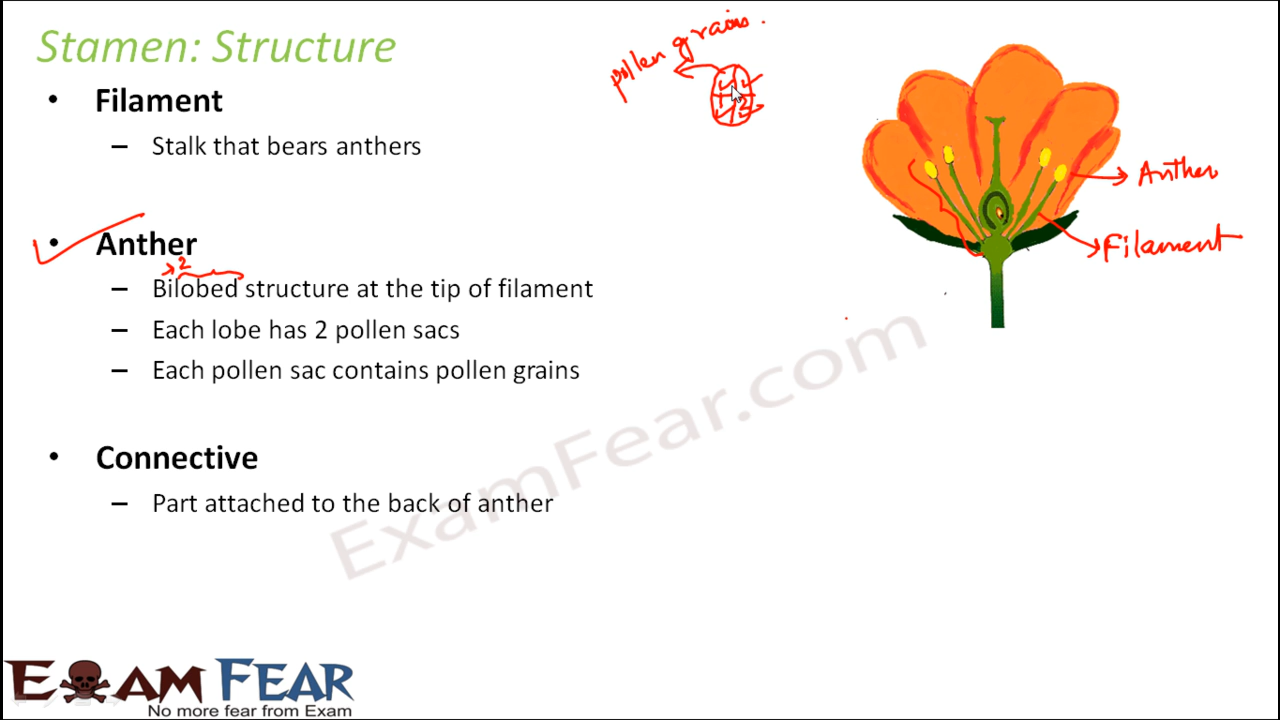 Stamen: Structure
pollen grains.
• Filament
– Stalk that bears anthers
Anther
Filament
• Anther
→2
– Bilobed structure at the tip of filament
– Each lobe has 2 pollen sacs
– Each pollen sac contains pollen grains
• Connective
– Part attached to the back of anther
ExamFear.com
EXAM FEAR
No more fear from Exam